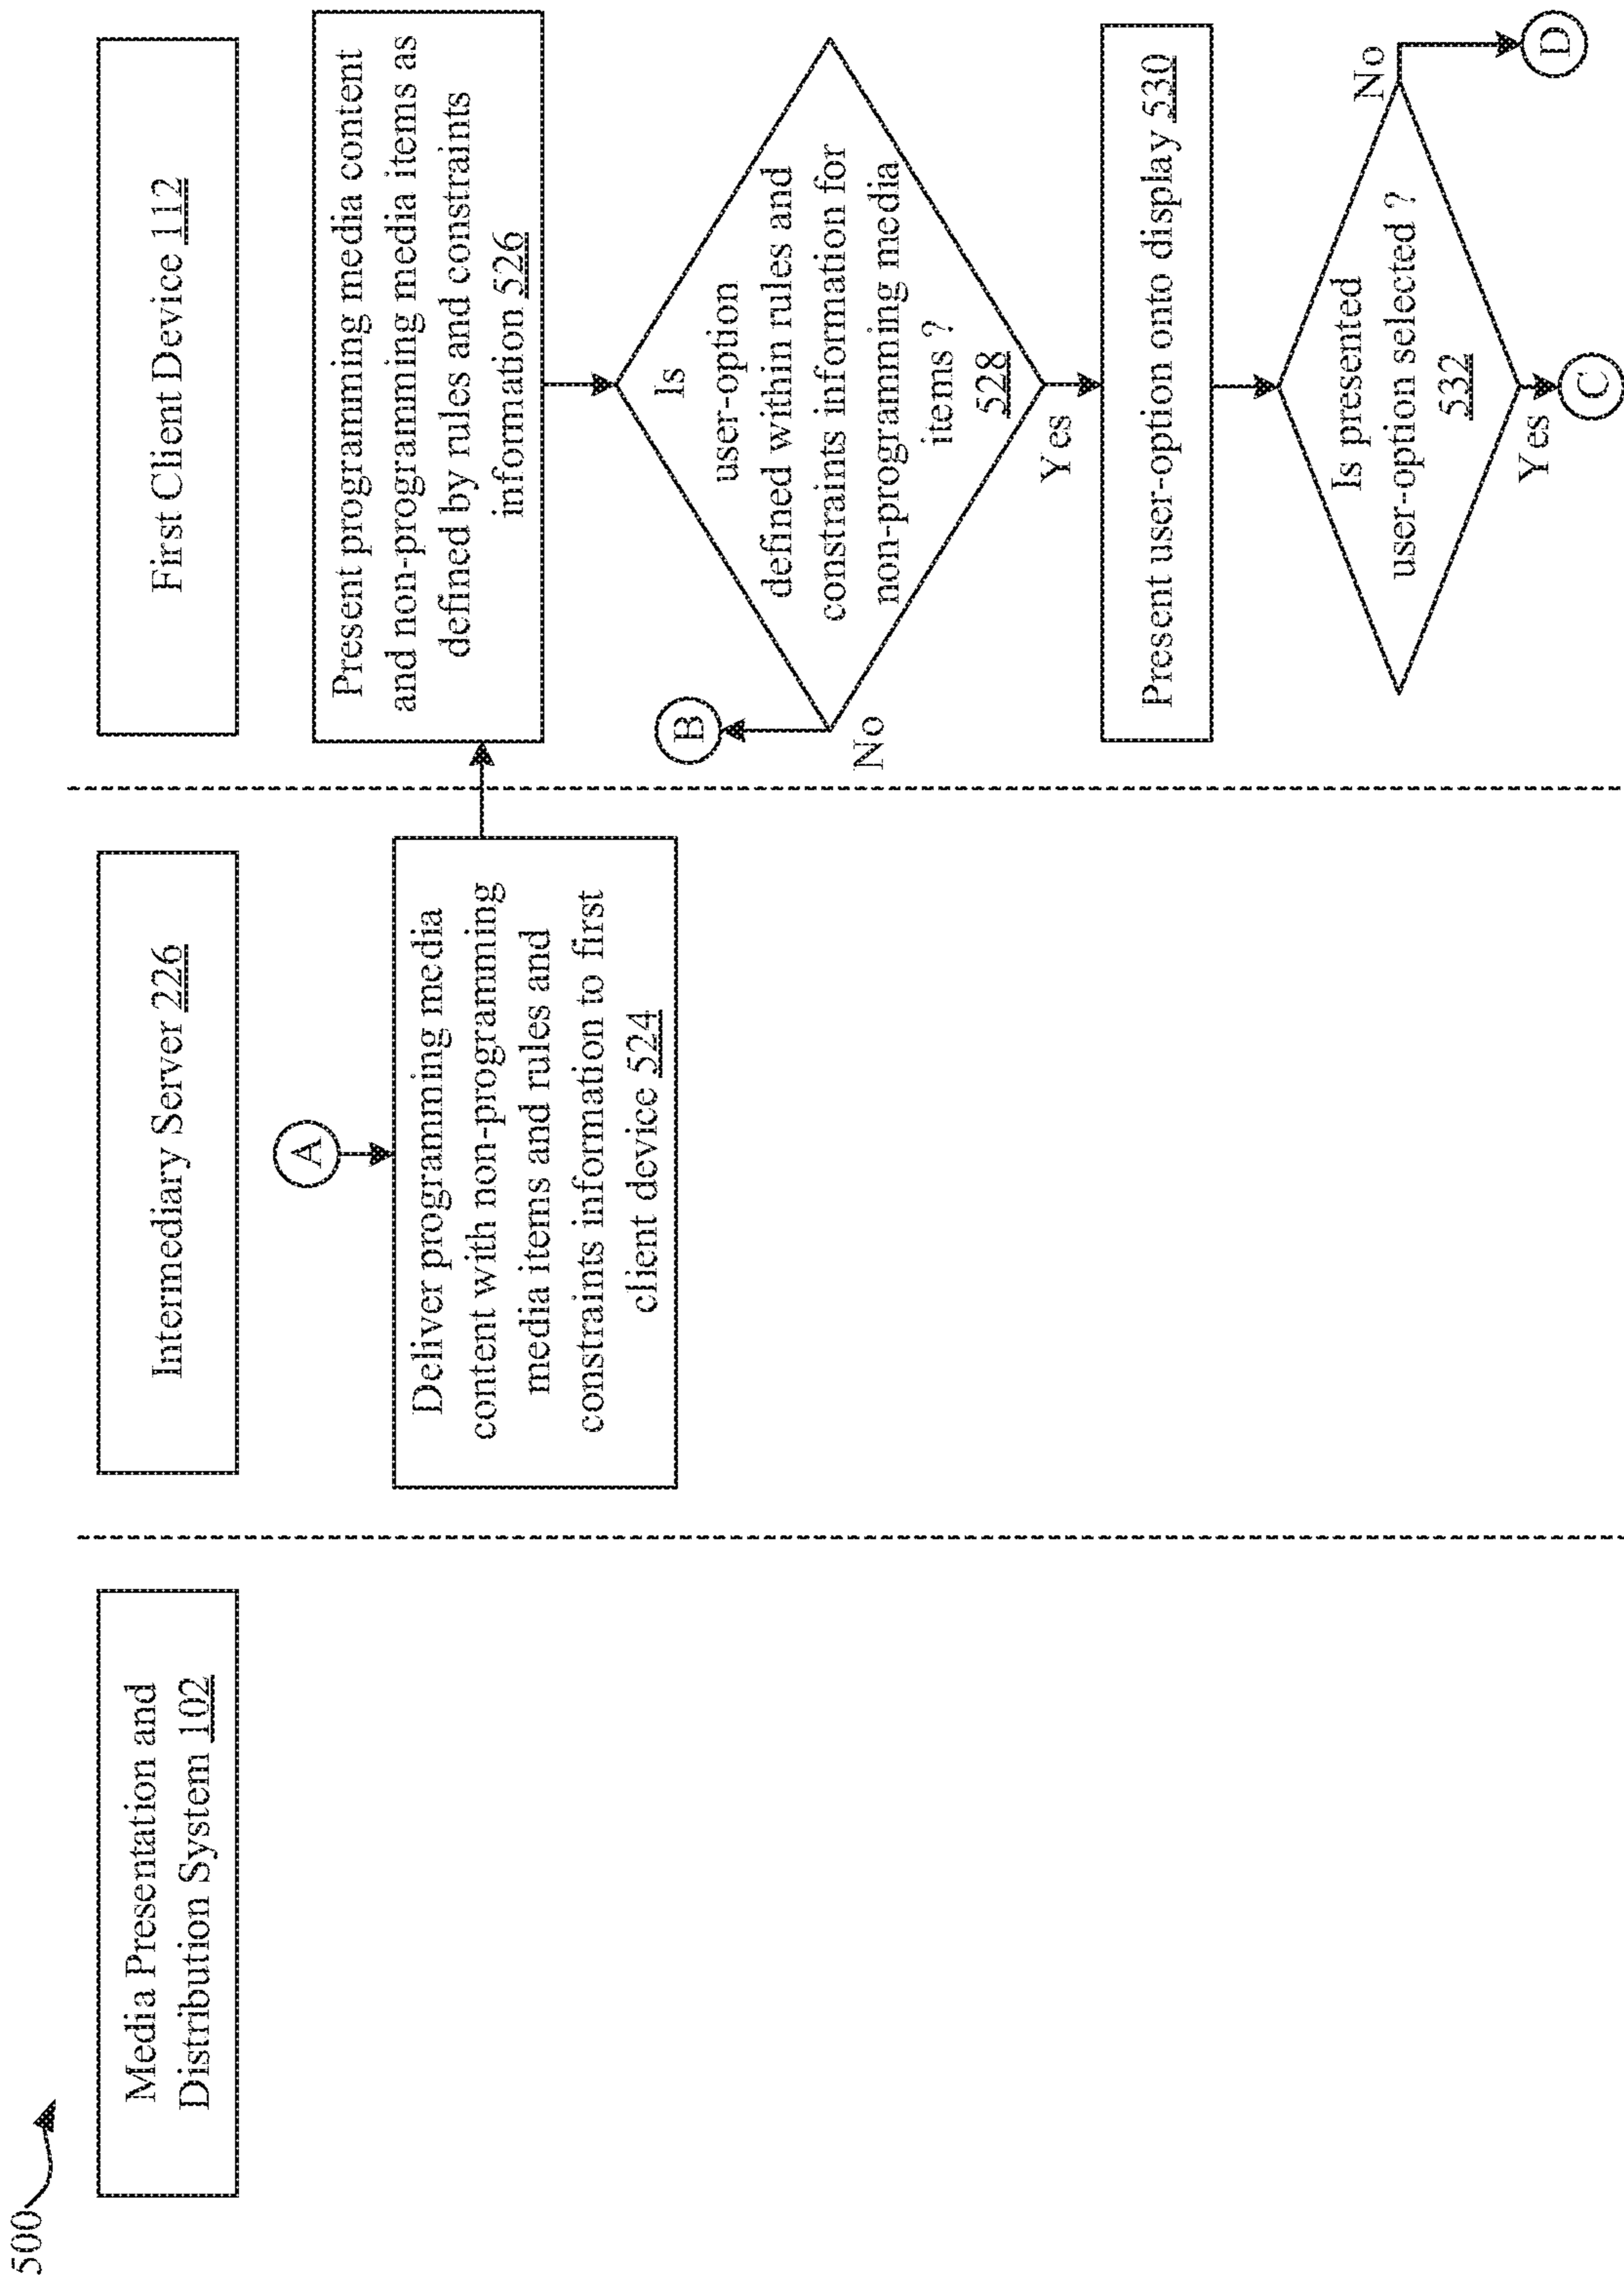 500
Media Presentation and
Distribution System 102
Intermediary Server 226
First Client Device 112
A
Deliver programming media
content with non-programming
media items and rules and
constraints information to first
client device 524
Present programming media content
and non-programming media items as
defined by rules and constraints
information 526
B
No
Is
user-option
defined within rules and
constraints information for
non-programming media
items ?
528
Yes
Present user-option onto display 530
Is presented
user-option selected ?
532
No
D
Yes
C